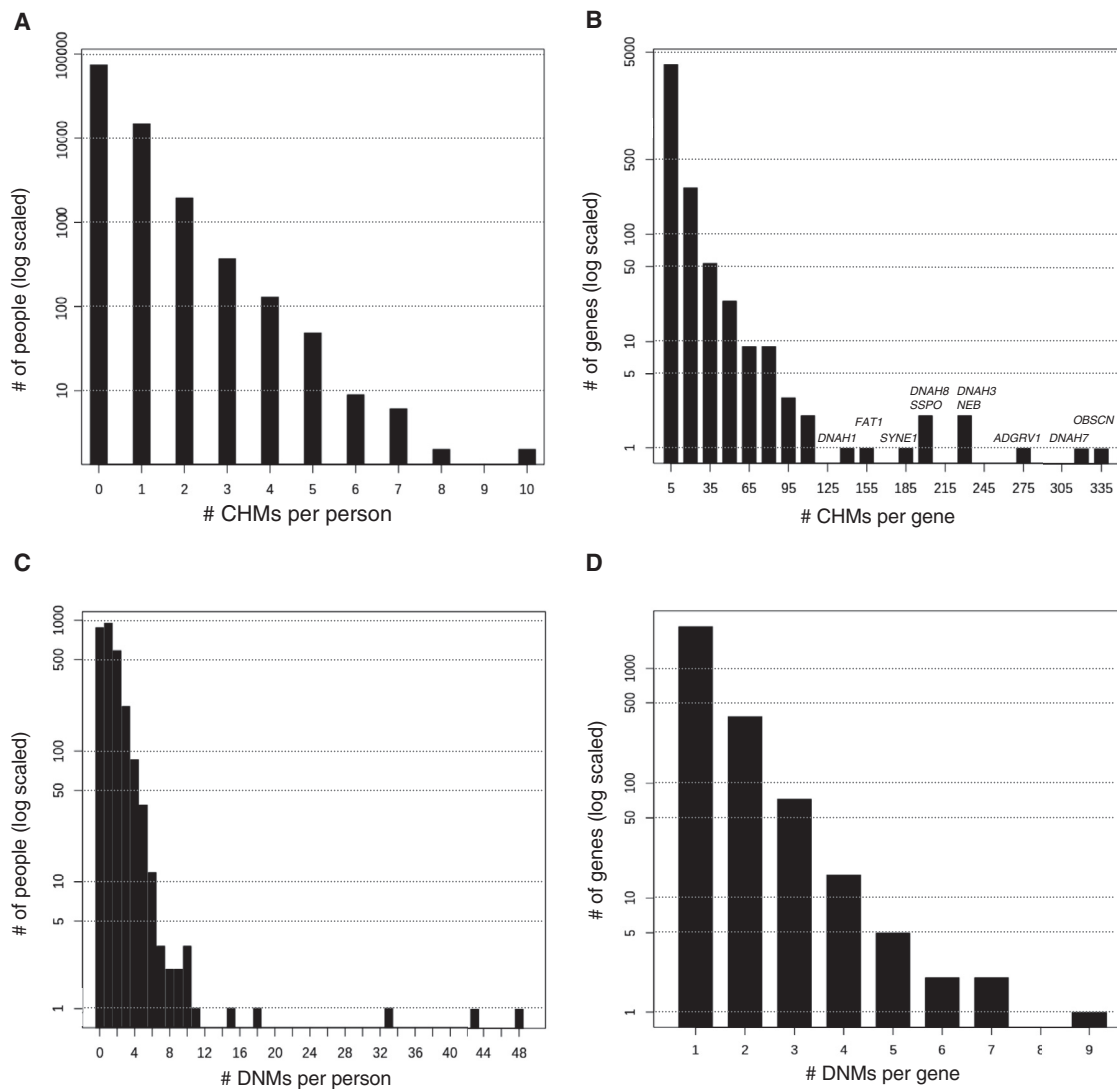 A
# of people (log scaled)
100000
10000
1000
100
10
0 1 2 3 4 5 6 7 8 9 10
# CHMs per person
B
# of genes (log scaled)
5000
500
100
50
10
5
1
DNAH8 DNAH3
SSPO NEB
FAT1 OBSCN
DNAH1 SYNE1 ADGRV1 DNAH7
5 35 65 95 125 155 185 215 245 275 305 335
# CHMs per gene
C
# of people (log scaled)
1000
500
100
50
10
5
1
0 4 8 12 16 20 24 28 32 36 40 44 48
# DNMs per person
D
# of genes (log scaled)
1000
500
100
50
10
5
1
1 2 3 4 5 6 7 8 9
# DNMs per gene